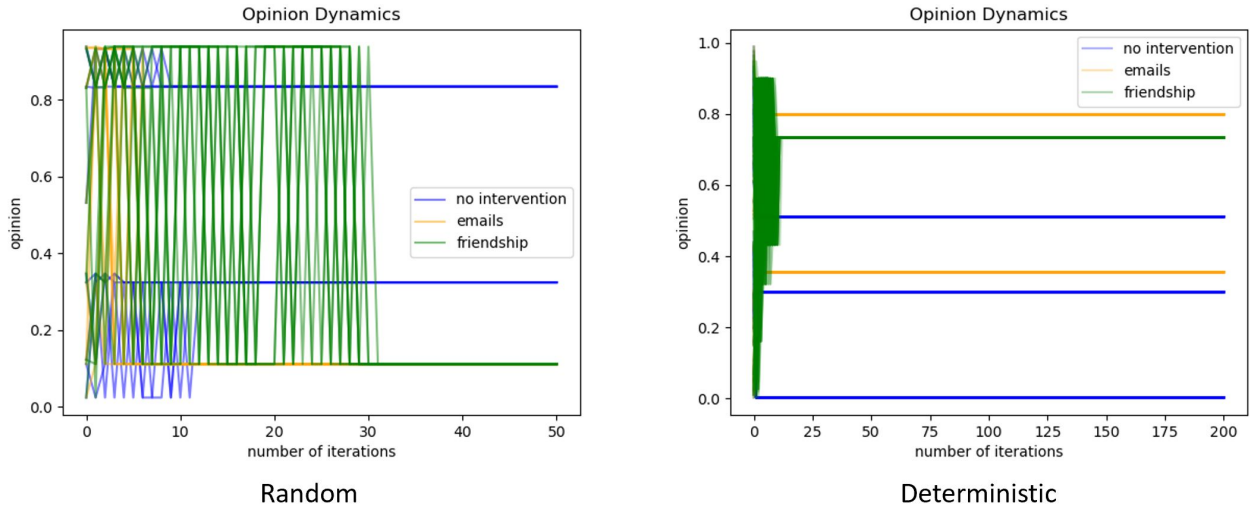 Opinion Dynamics
opinion
0.8
0.6
0.4
0.2
0.0
no intervention
emails
friendship
0 10 20 30 40 50
number of iterations
Random
Opinion Dynamics
opinion
1.0
0.8
0.6
0.4
0.2
0.0
no intervention
emails
friendship
0 25 50 75 100 125 150 175 200
number of iterations
Deterministic